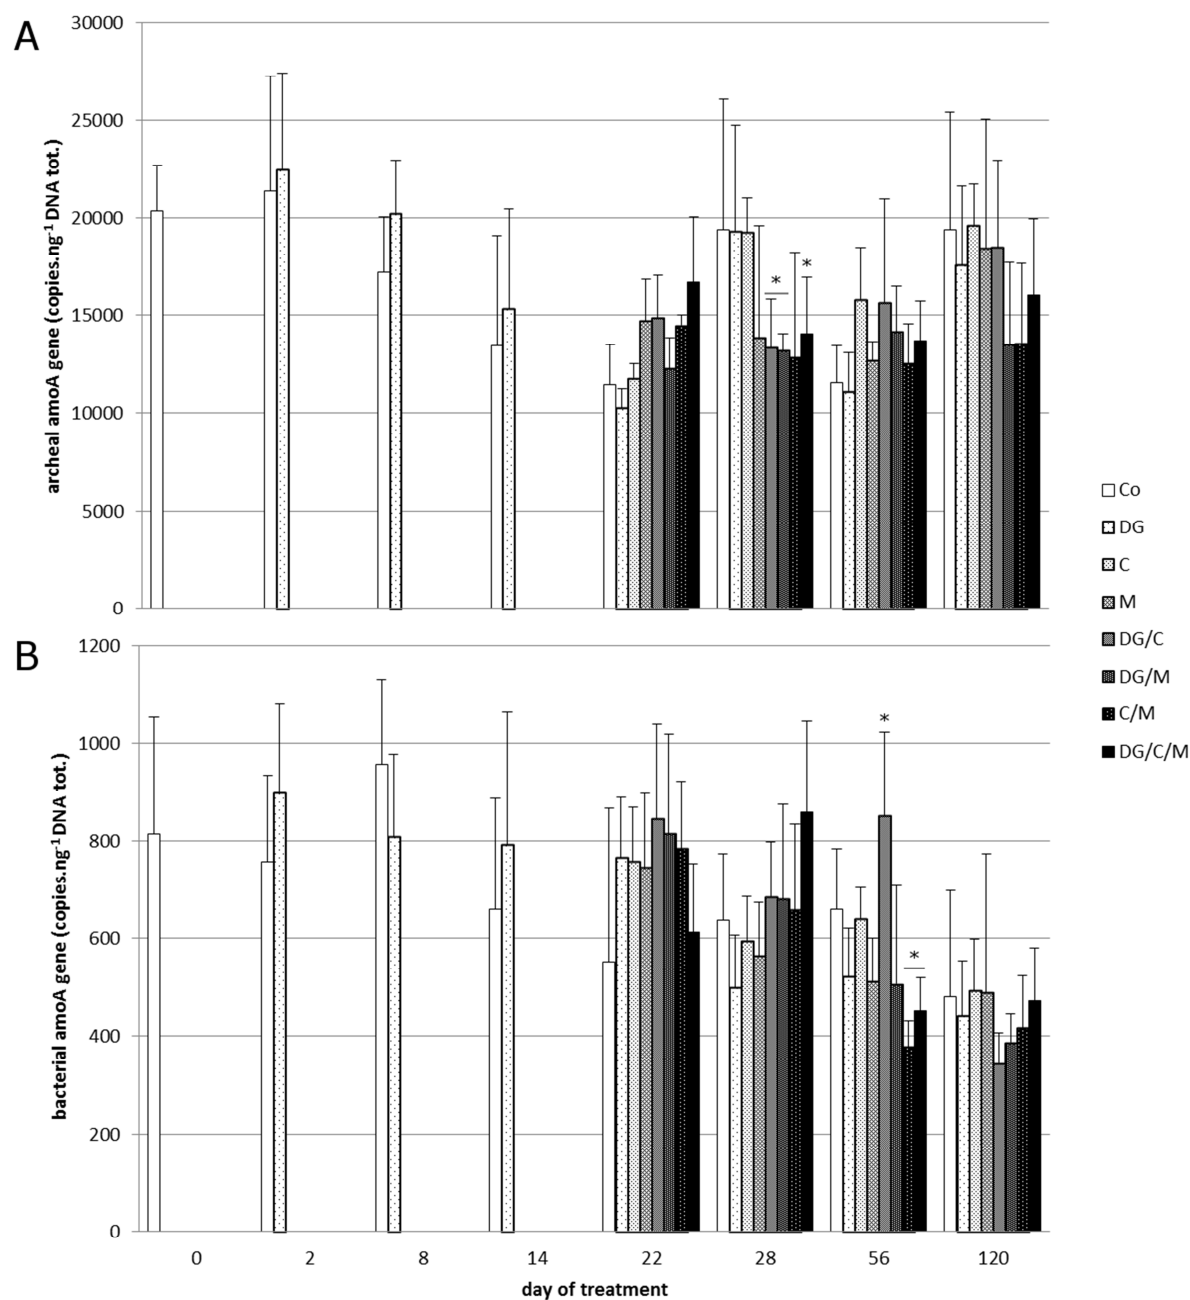 A
30000
25000
20000
15000
10000
5000
0
archeal amoA gene (copies.ng-1 DNA tot.)
*
*
Co
DG
C
M
DG/C
DG/M
C/M
DG/C/M
B
1200
1000
800
600
400
200
0
bacterial amoA gene (copies.ng-1 DNA tot.)
*
*
0 2 8 14 22 28 56 120
day of treatment